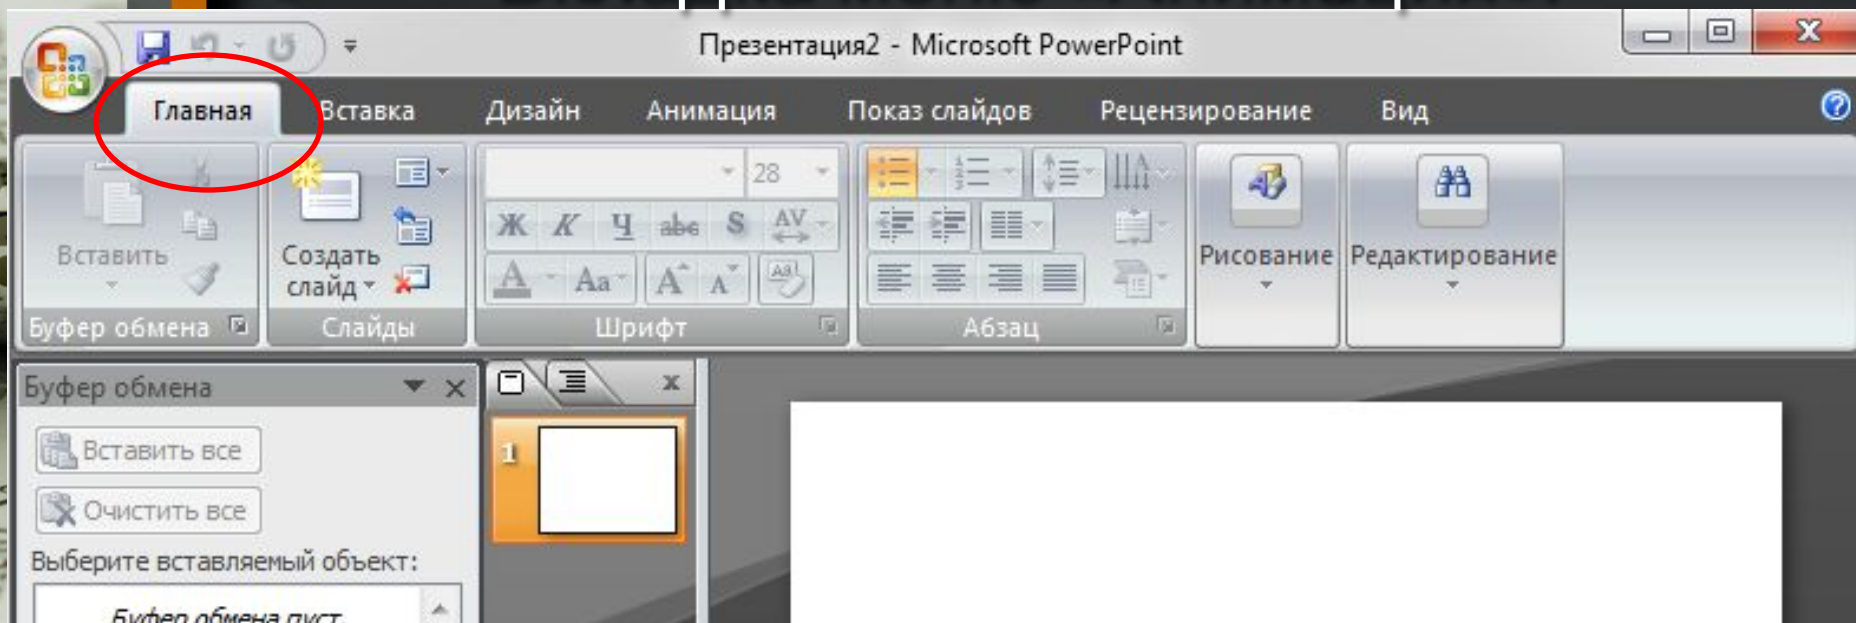 Презентация2 - Microsoft PowerPoint
Главная Вставка Дизайн Анимация Показ слайдов Рецензирование Вид
28
Вставить
Создать слайд
Ж К Ч abe S AV
A Aa A A
Рисование Редактирование
Буфер обмена Слайды Шрифт Абзац
Буфер обмена
Вставить все
1
Очистить все
Выберите вставляемый объект:
Буфер обмена пуст.